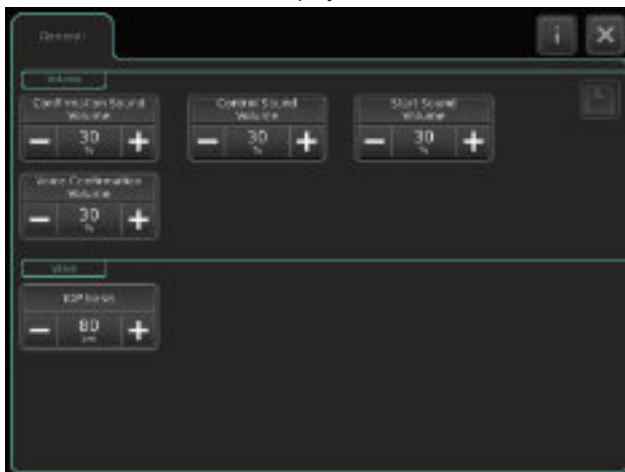 General
i
Volume
Confirmation Sound
Volume
Control Sound
Volume
Start Sound
Volume
30
%
30
%
30
%
Voice Confirmation
Volume
30
%
80